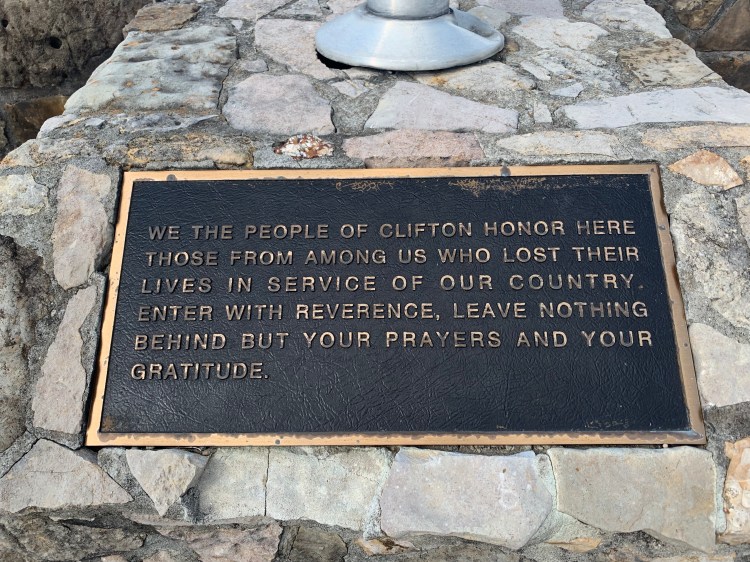 WE THE PEOPLE OF CLIFTON HONOR HERE
THOSE FROM AMONG US WHO LOST THEIR
LIVES IN SERVICE OF OUR COUNTRY.
ENTER WITH REVERENCE, LEAVE NOTHING
BEHIND BUT YOUR PRAYERS AND YOUR
GRATITUDE.